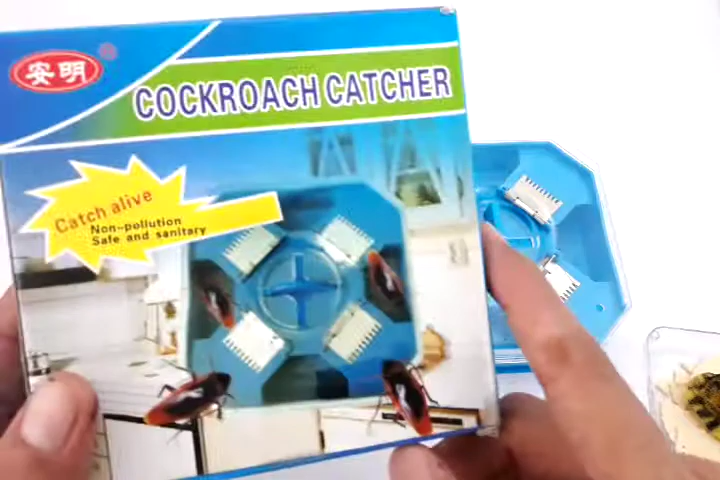 安明
COCKROACH CATCHER
Catch alive
Non-pollution
Safe and sanitary